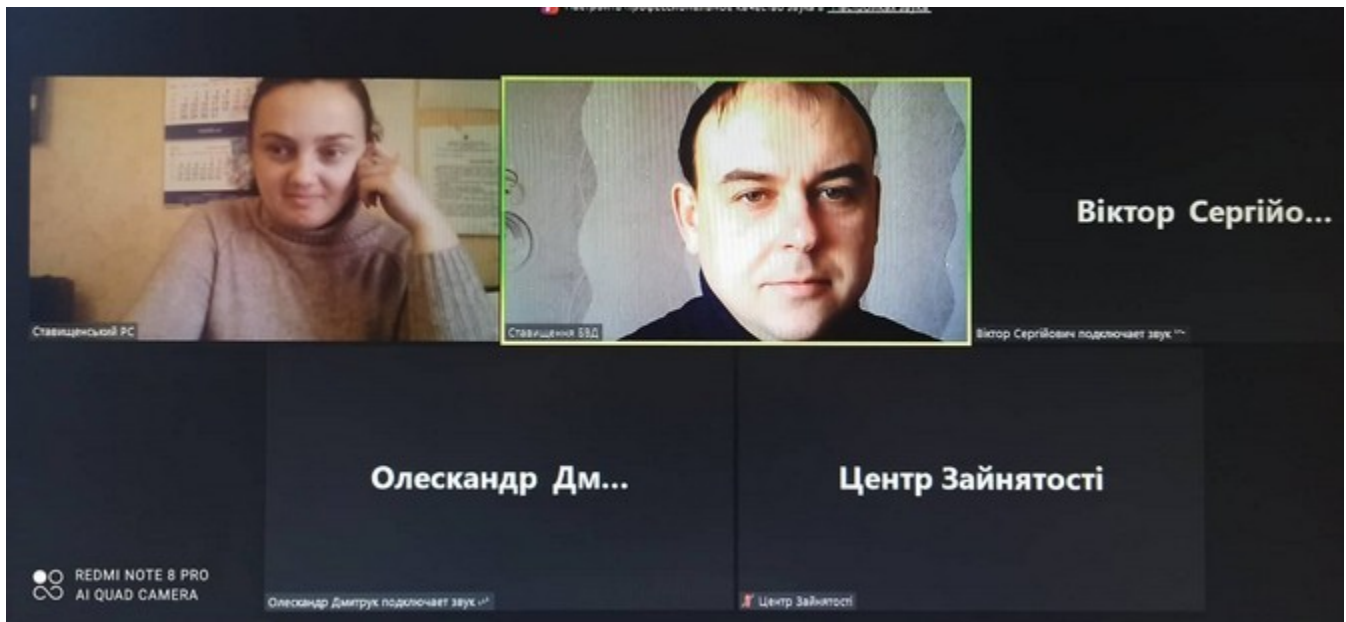 Ставищенський РС
Ставищення БВД
Віктор Сергійо...
Віктор Сергійович подключает звук
Олескандр Дм...
Олескандр Дмитрук подключает звук
Центр Зайнятості
Центр Зайнятості
REDMI NOTE 8 PRO
AI QUAD CAMERA